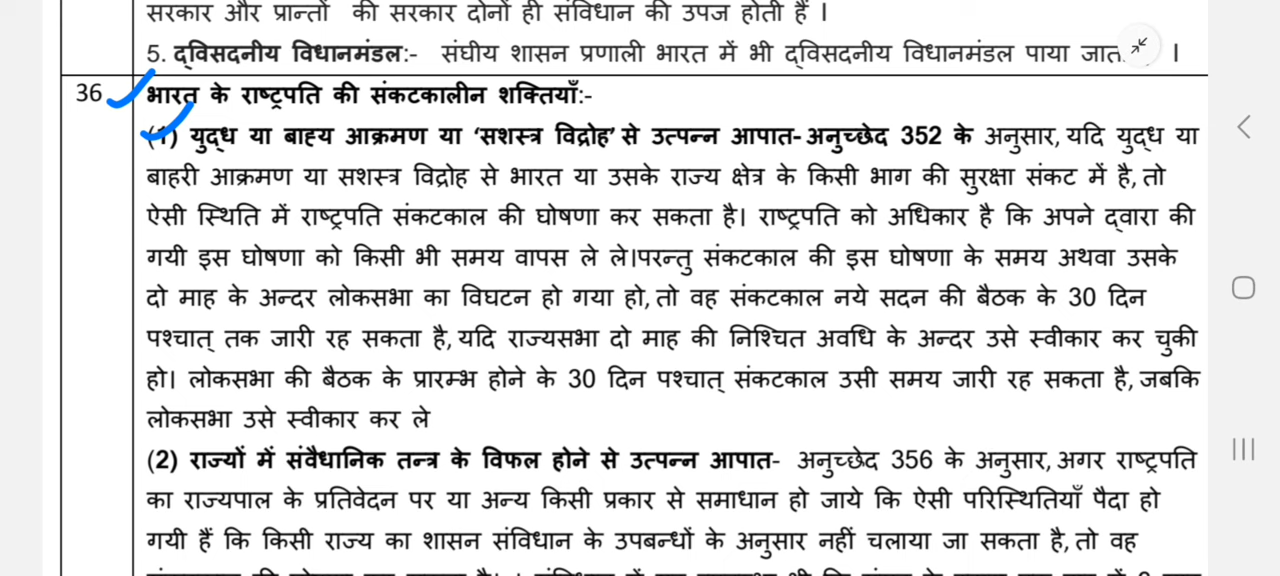 सरकार और प्रान्तों की सरकार दोनों ही संविधान की उपज होती हैं ।
5. द्विसदनीय विधानमंडल:- संघीय शासन प्रणाली भारत में भी द्विसदनीय विधानमंडल पाया जात ।
36 भारत के राष्ट्रपति की संकटकालीन शक्तियाँ:-
(1) युद्ध या बाह्य आक्रमण या ‘सशस्त्र विद्रोह’ से उत्पन्न आपात- अनुच्छेद 352 के अनुसार, यदि युद्ध या
बाहरी आक्रमण या सशस्त्र विद्रोह से भारत या उसके राज्य क्षेत्र के किसी भाग की सुरक्षा संकट में है, तो
ऐसी स्थिति में राष्ट्रपति संकटकाल की घोषणा कर सकता है। राष्ट्रपति को अधिकार है कि अपने द्वारा की
गयी इस घोषणा को किसी भी समय वापस ले ले।परन्तु संकटकाल की इस घोषणा के समय अथवा उसके
दो माह के अन्दर लोकसभा का विघटन हो गया हो, तो वह संकटकाल नये सदन की बैठक के 30 दिन
पश्चात् तक जारी रह सकता है, यदि राज्यसभा दो माह की निश्चित अवधि के अन्दर उसे स्वीकार कर चुकी
हो। लोकसभा की बैठक के प्रारम्भ होने के 30 दिन पश्चात् संकटकाल उसी समय जारी रह सकता है, जबकि
लोकसभा उसे स्वीकार कर ले
(2) राज्यों में संवैधानिक तन्त्र के विफल होने से उत्पन्न आपात- अनुच्छेद 356 के अनुसार, अगर राष्ट्रपति
का राज्यपाल के प्रतिवेदन पर या अन्य किसी प्रकार से समाधान हो जाये कि ऐसी परिस्थितियाँ पैदा हो
गयी हैं कि किसी राज्य का शासन संविधान के उपबन्धों के अनुसार नहीं चलाया जा सकता है, तो वह